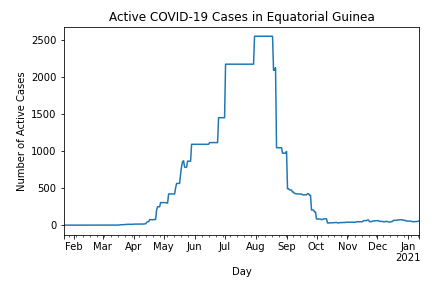 Active COVID-19 Cases in Equatorial Guinea
Number of Active Cases
2500
2000
1500
1000
500
0
Feb Mar Apr May Jun Jul Aug Sep Oct Nov Dec Jan
2021
Day